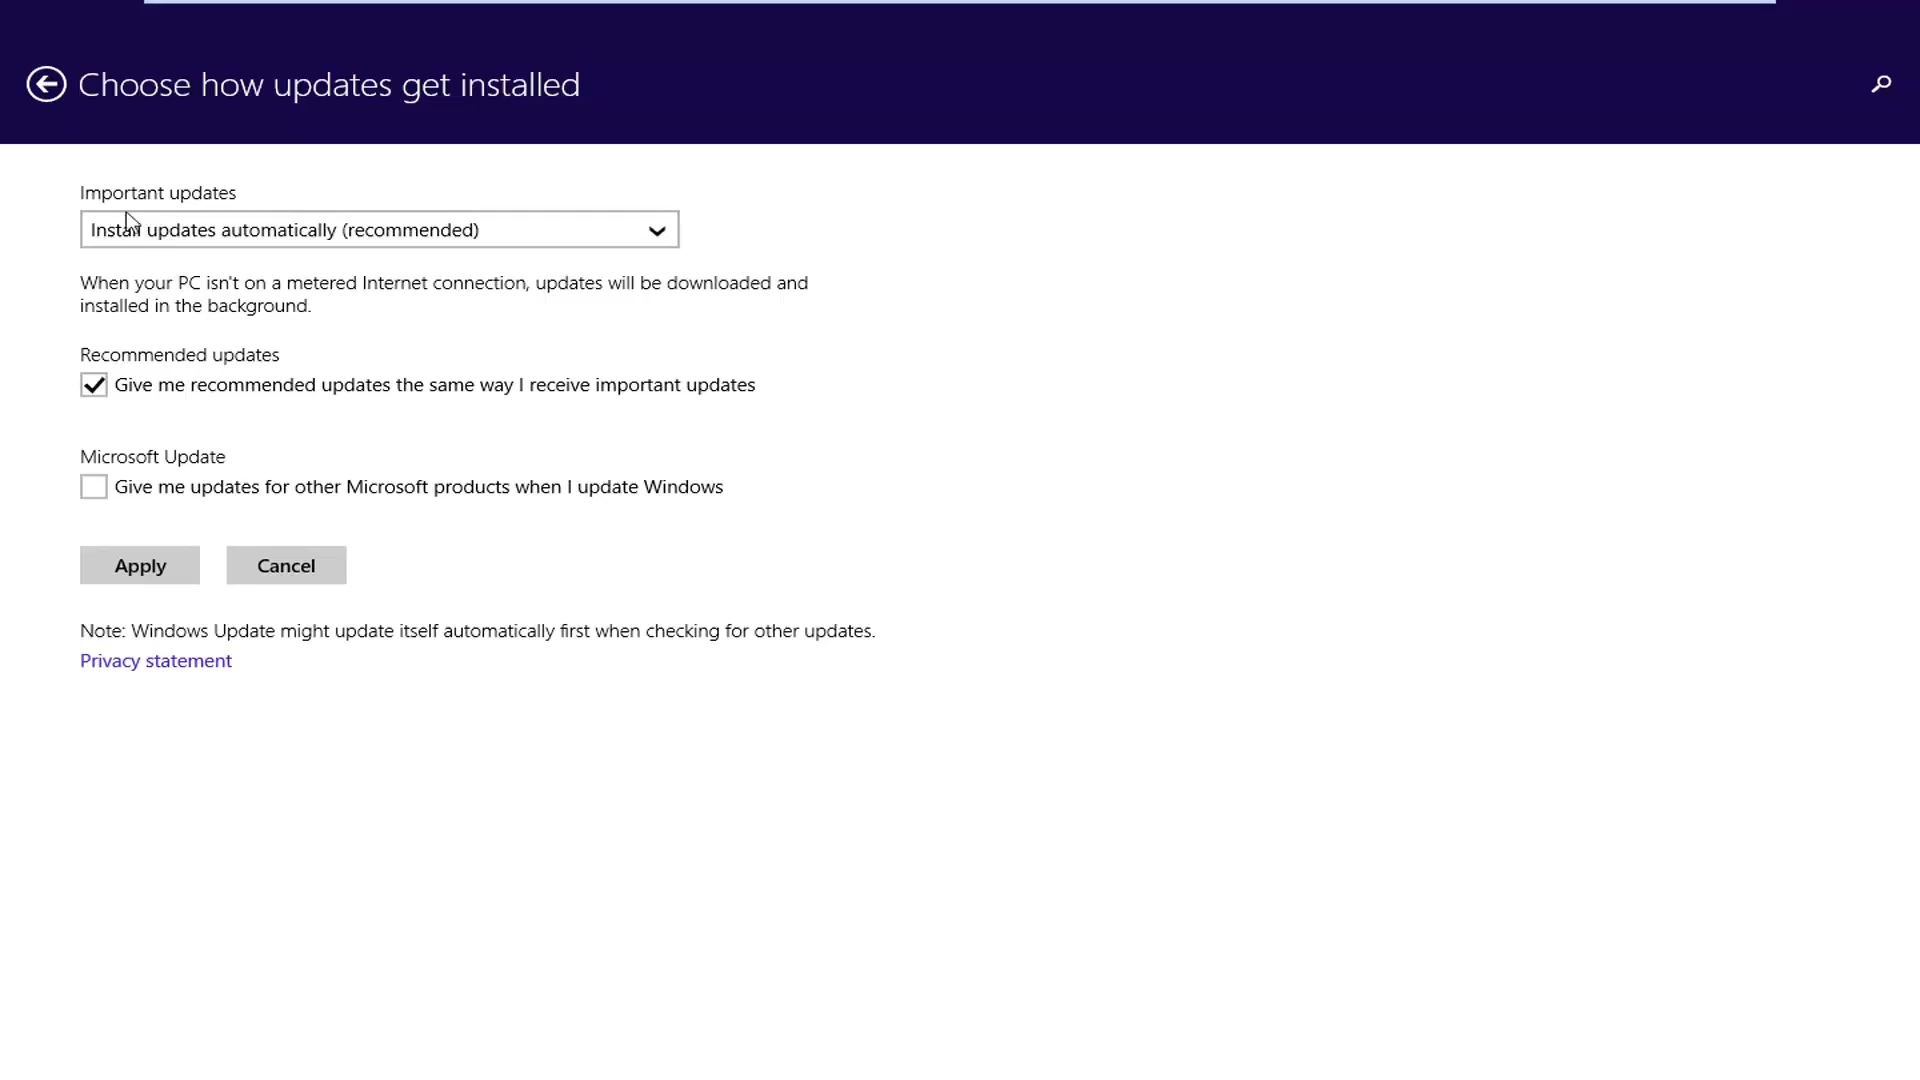 Choose how updates get installed
Important updates
Install updates automatically (recommended)
When your PC isn't on a metered Internet connection, updates will be downloaded and
installed in the background.
Recommended updates
Give me recommended updates the same way I receive important updates
Microsoft Update
Give me updates for other Microsoft products when I update Windows
Apply
Cancel
Note: Windows Update might update itself automatically first when checking for other updates.
Privacy statement